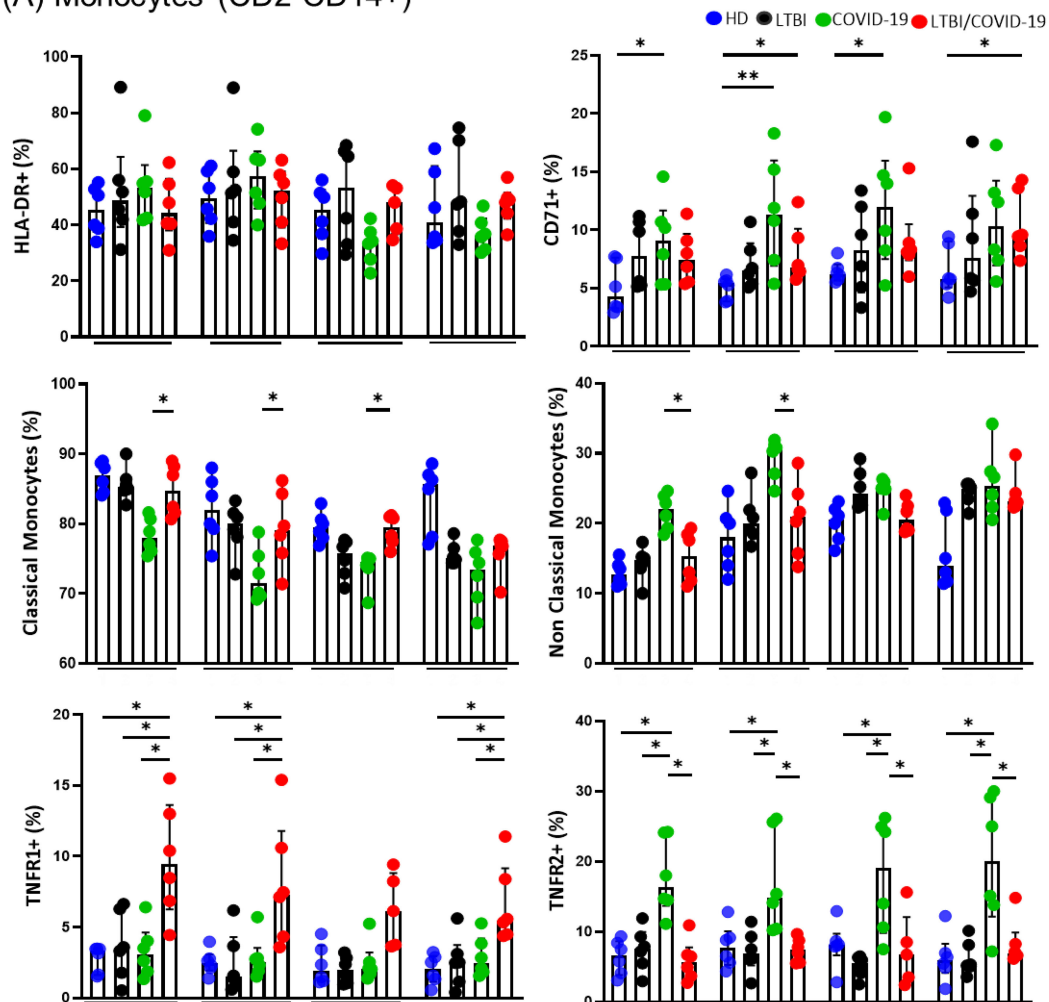 (A) Monocytes (CD2-CD14+)
HD LTBI COVID-19 LTBI/COVID-19
HLA-DR+ (%)
100
80
60
40
20
0
CD71+ (%)
25
20
15
10
5
0
* * ** * *
Classical Monocytes (%)
100
90
80
70
60
* * *
Non Classical Monocytes (%)
40
30
20
10
0
* *
TNFR1+ (%)
20
15
10
5
0
* * * * * * * * *
TNFR2+ (%)
40
30
20
10
0
* * * * * * * * * * * *